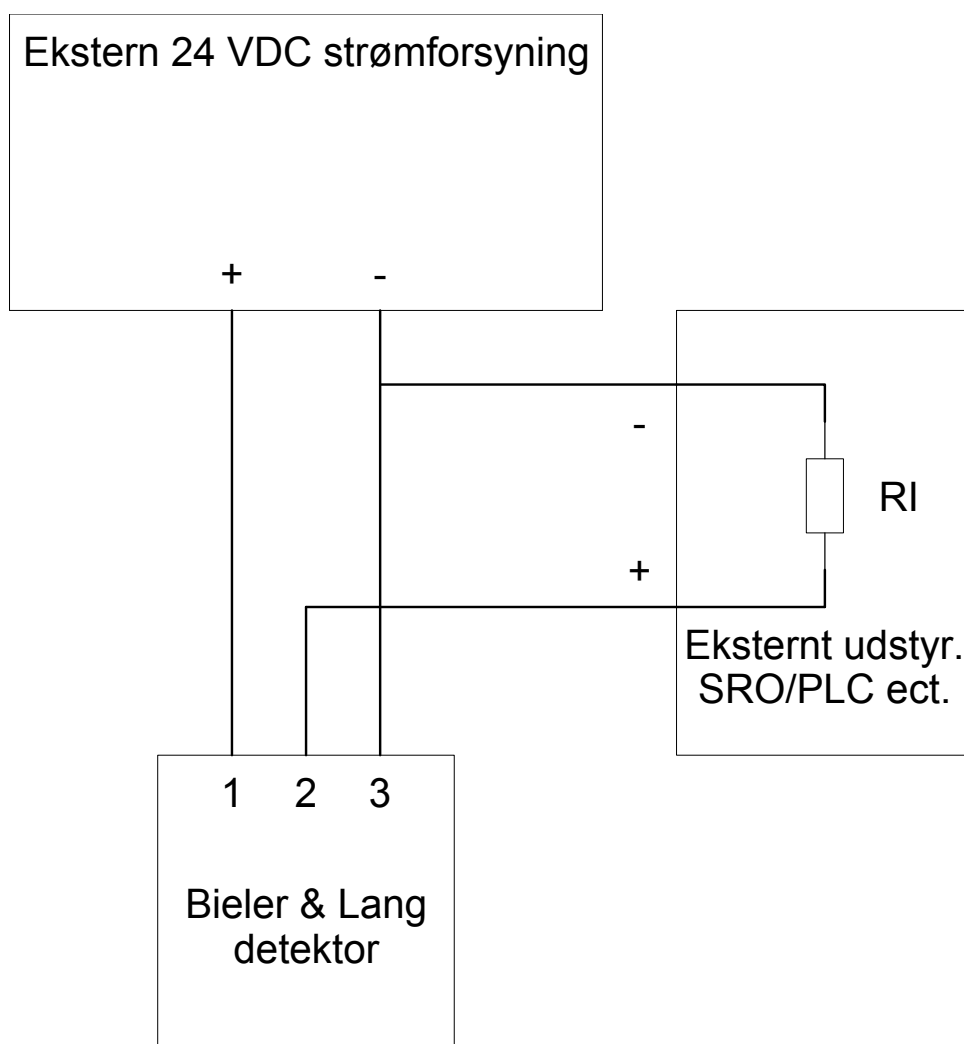 Ekstern 24 VDC strømforsyning
+ -
-
RI
+
Eksternt udstyr.
SRO/PLC ect.
1 2 3
Bieler & Lang
detektor